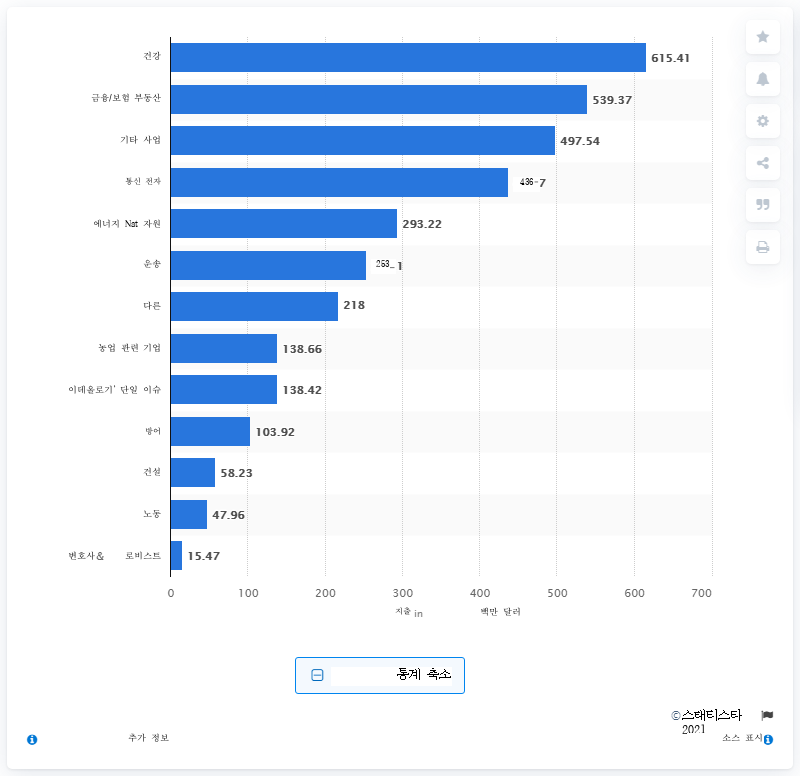 건강 615.41
금융/보험 부동산 539.37
기타 사업 497.54
통신 전자 436-7
에너지 Nat 자원 293.22
운송 253_1
다른 218
농업 관련 기업 138.66
이데올로기' 단일 이슈 138.42
방어 103.92
건설 58.23
노동 47.96
변호사& 로비스트 15.47
0 100 200 300 400 500 600 700
지출 in 백만 달러
통계 축소
©스태티스타
2021
추가 정보 소스 표시